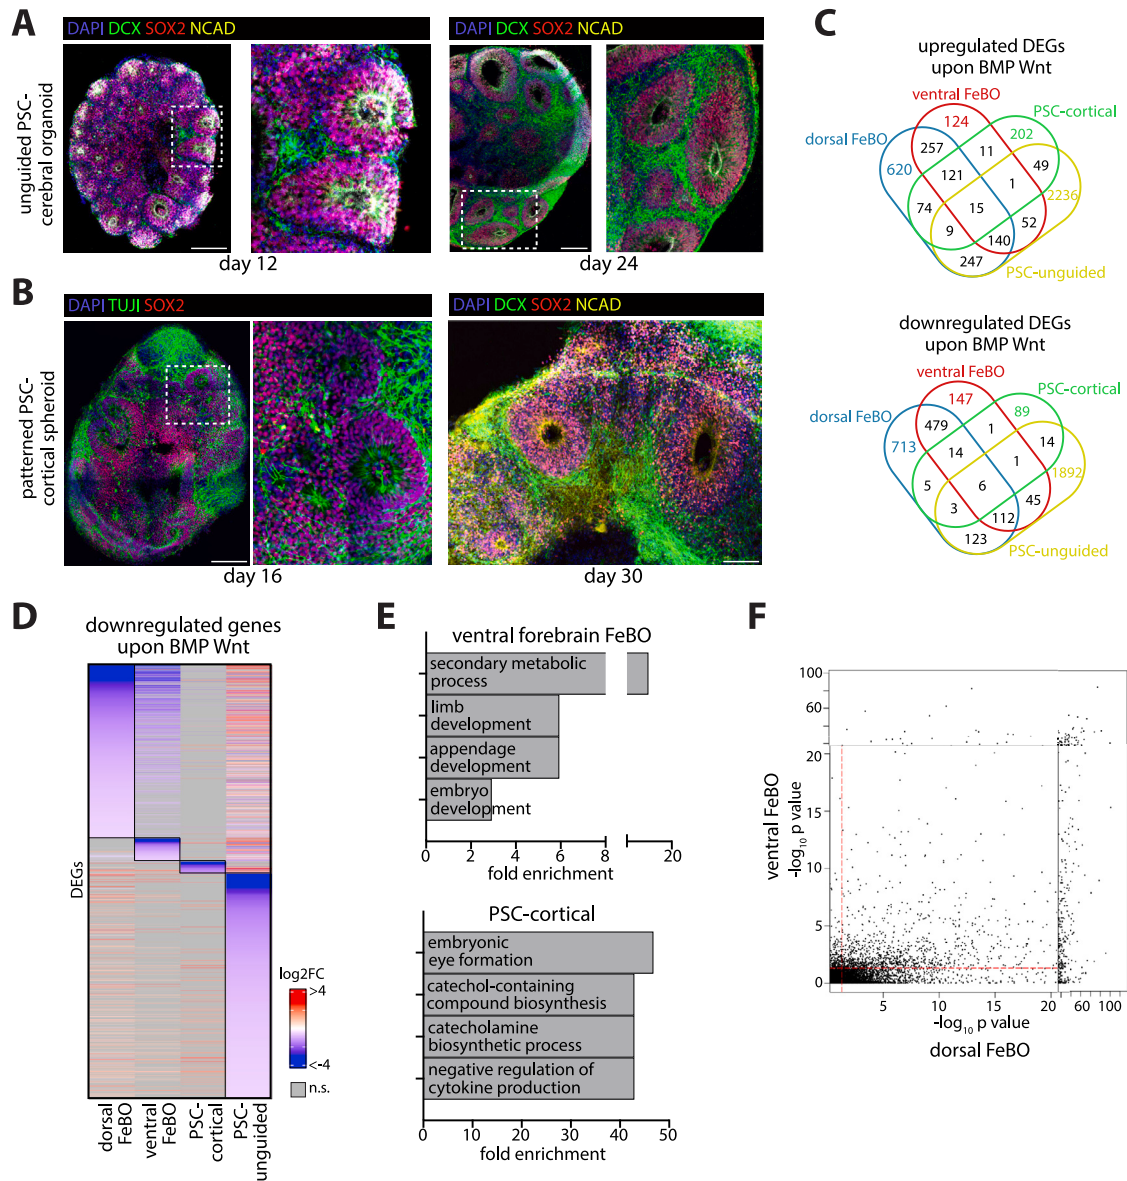 A
DAPI DCX SOX2 NCAD
DAPI DCX SOX2 NCAD
unguided PSC-
cerebral organoid
day 12
day 24
B
DAPI TUJI SOX2
DAPI DCX SOX2 NCAD
patterned PSC-
cortical spheroid
day 16
day 30
C
upregulated DEGs
upon BMP Wnt
ventral FeBO
PSC-cortical
dorsal FeBO
124
202
257
11
49
620
121
1
2236
74
15
52
9
140
247
PSC-unguided
downregulated DEGs
upon BMP Wnt
ventral FeBO
PSC-cortical
dorsal FeBO
147
89
479
1
14
713
14
1
1892
5
6
45
3
112
123
PSC-unguided
D
downregulated genes
upon BMP Wnt
DEGs
log2FC
>4
<-4
n.s.
dorsal
FeBO
ventral
FeBO
PSC-
cortical
PSC-
unguided
E
ventral forebrain FeBO
secondary metabolic
process
limb
development
appendage
development
embryo
development
0 2 4 6 8 20
fold enrichment
PSC-cortical
embryonic
eye formation
catechol-containing
compound biosynthesis
catecholamine
biosynthetic process
negative regulation of
cytokine production
0 10 20 30 40 50
fold enrichment
F
100
60
20
15
10
5
0
ventral FeBO
-log10 p value
5 10 15 20 60 100
-log10 p value
dorsal FeBO